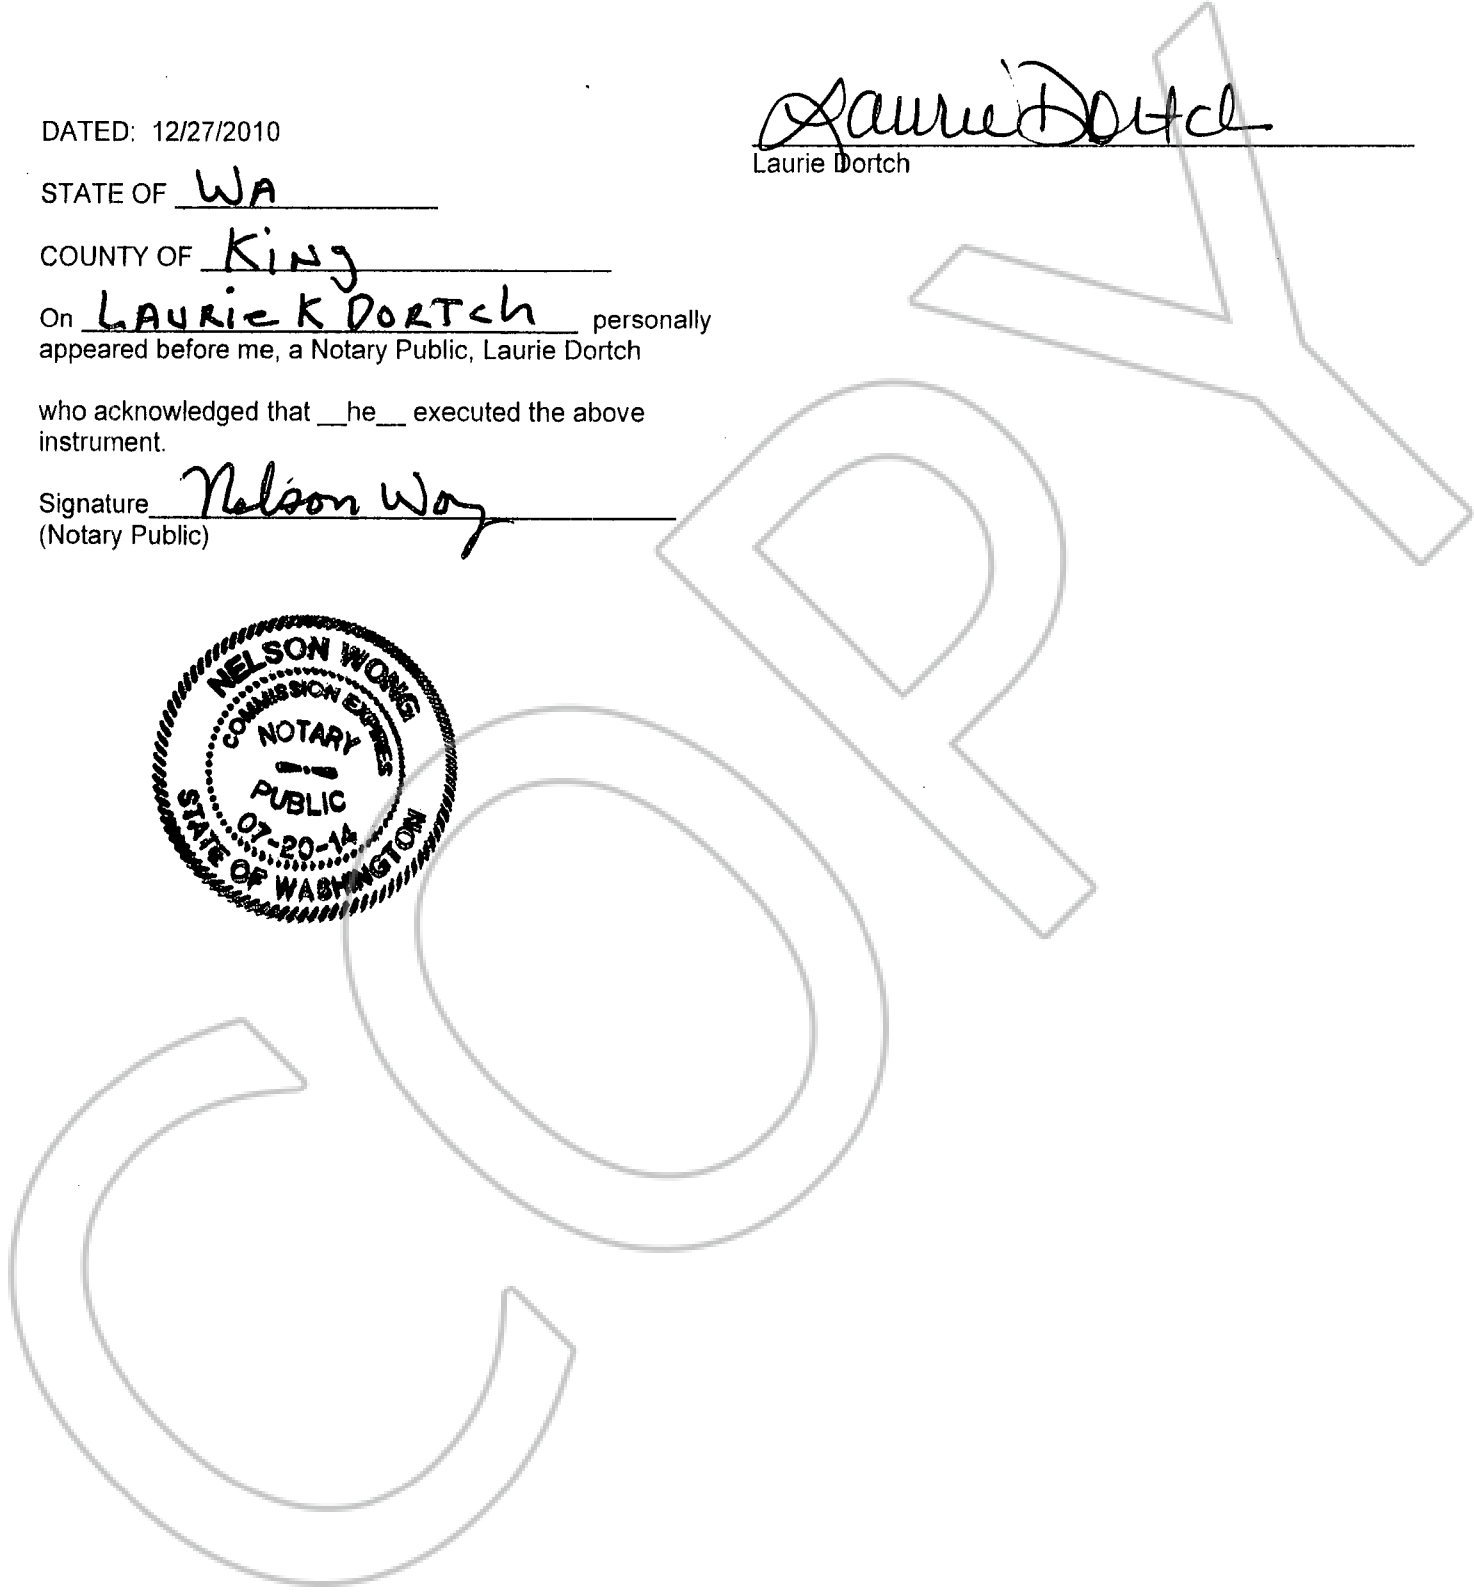 DATED: 12/27/2010
Laurie Dortch
Laurie Dortch
STATE OF WA
COUNTY OF King
On LAURie K DORTch personally
appeared before me, a Notary Public, Laurie Dortch
who acknowledged that __he__ executed the above
instrument.
Signature Nelson Wong
(Notary Public)
NELSON WONG
COMMISSION EXPIRES
NOTARY
PUBLIC
07-20-14
STATE OF WASHINGTON
COPY